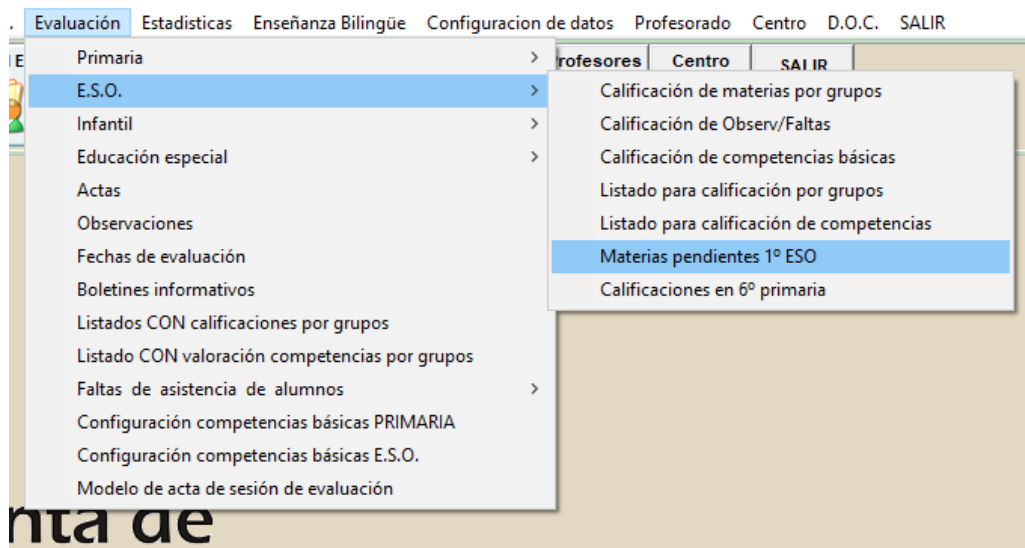 . Evaluación Estadisticas Enseñanza Bilingüe Configuracion de datos Profesorado Centro D.O.C. SALIR
E rofesores Centro SALIR
Primaria
E.S.O.
Infantil
Educación especial
Actas
Observaciones
Fechas de evaluación
Boletines informativos
Listados CON calificaciones por grupos
Listado CON valoración competencias por grupos
Faltas de asistencia de alumnos
Configuración competencias básicas PRIMARIA
Configuración competencias básicas E.S.O.
Modelo de acta de sesión de evaluación
Calificación de materias por grupos
Calificación de Observ/Faltas
Calificación de competencias básicas
Listado para calificación por grupos
Listado para calificación de competencias
Materias pendientes 1º ESO
Calificaciones en 6º primaria
nta de